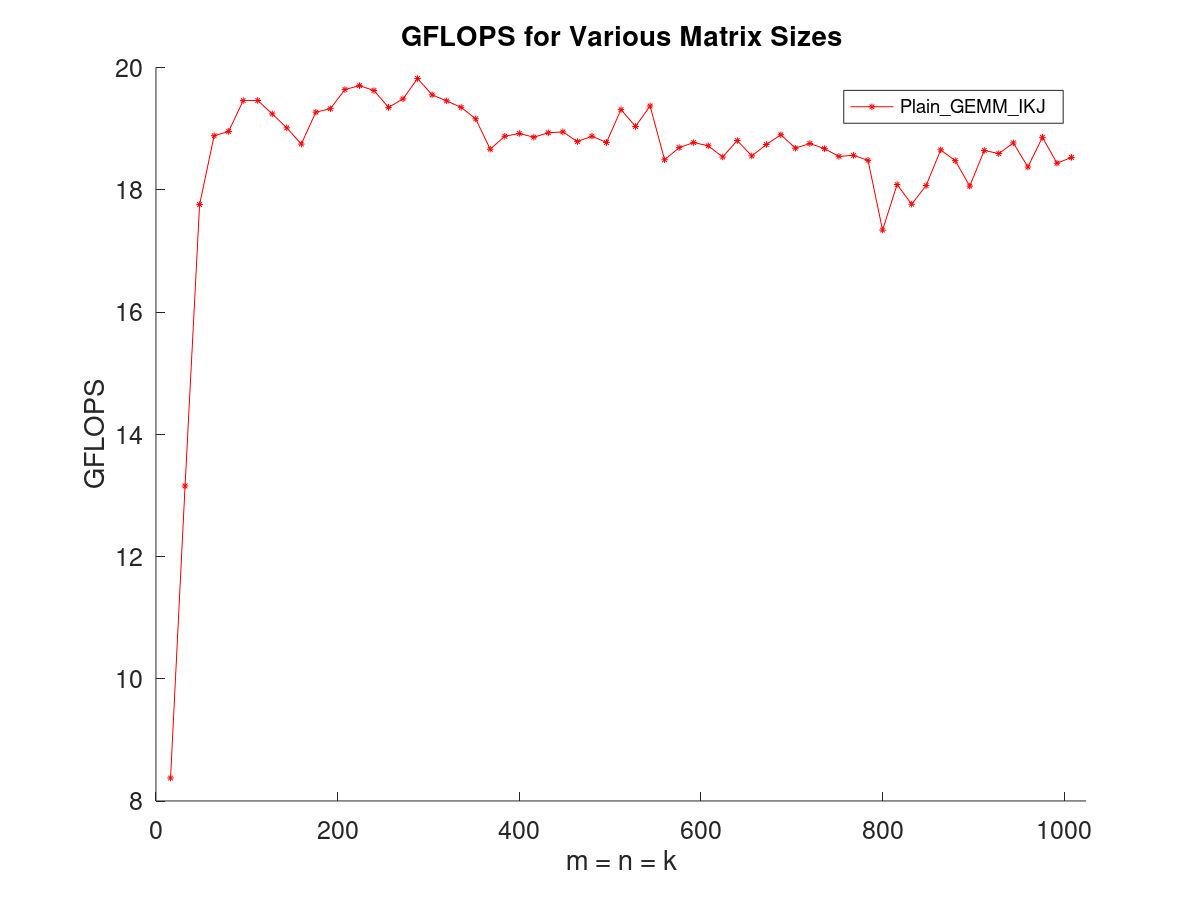 GFLOPS for Various Matrix Sizes
Plain_GEMM_IKJ
GFLOPS
20
18
16
14
12
10
8
0 200 400 600 800 1000
m = n = k